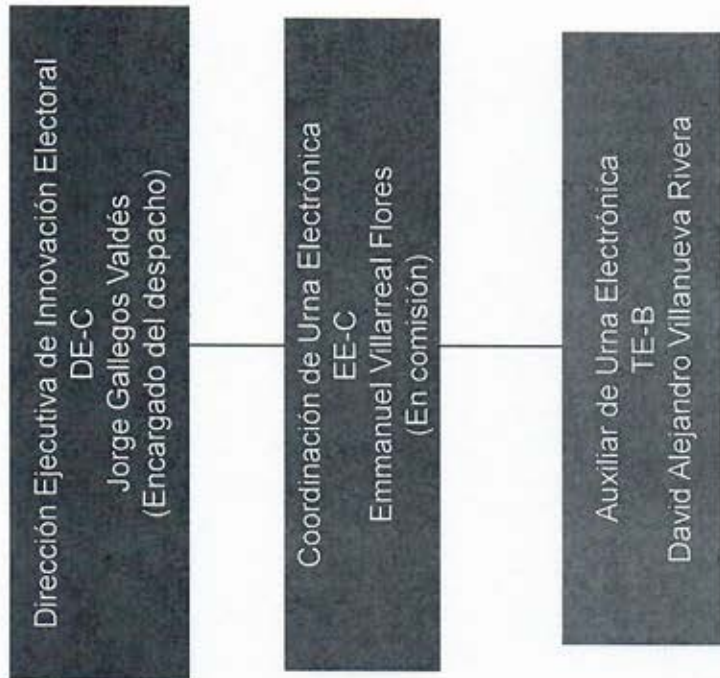 Dirección Ejecutiva de Innovación Electoral
DE-C
Jorge Gallegos Valdés
(Encargado del despacho)
Coordinación de Urna Electrónica
EE-C
Emmanuel Villarreal Flores
(En comisión)
Auxiliar de Urna Electrónica
TE-B
David Alejandro Villanueva Rivera